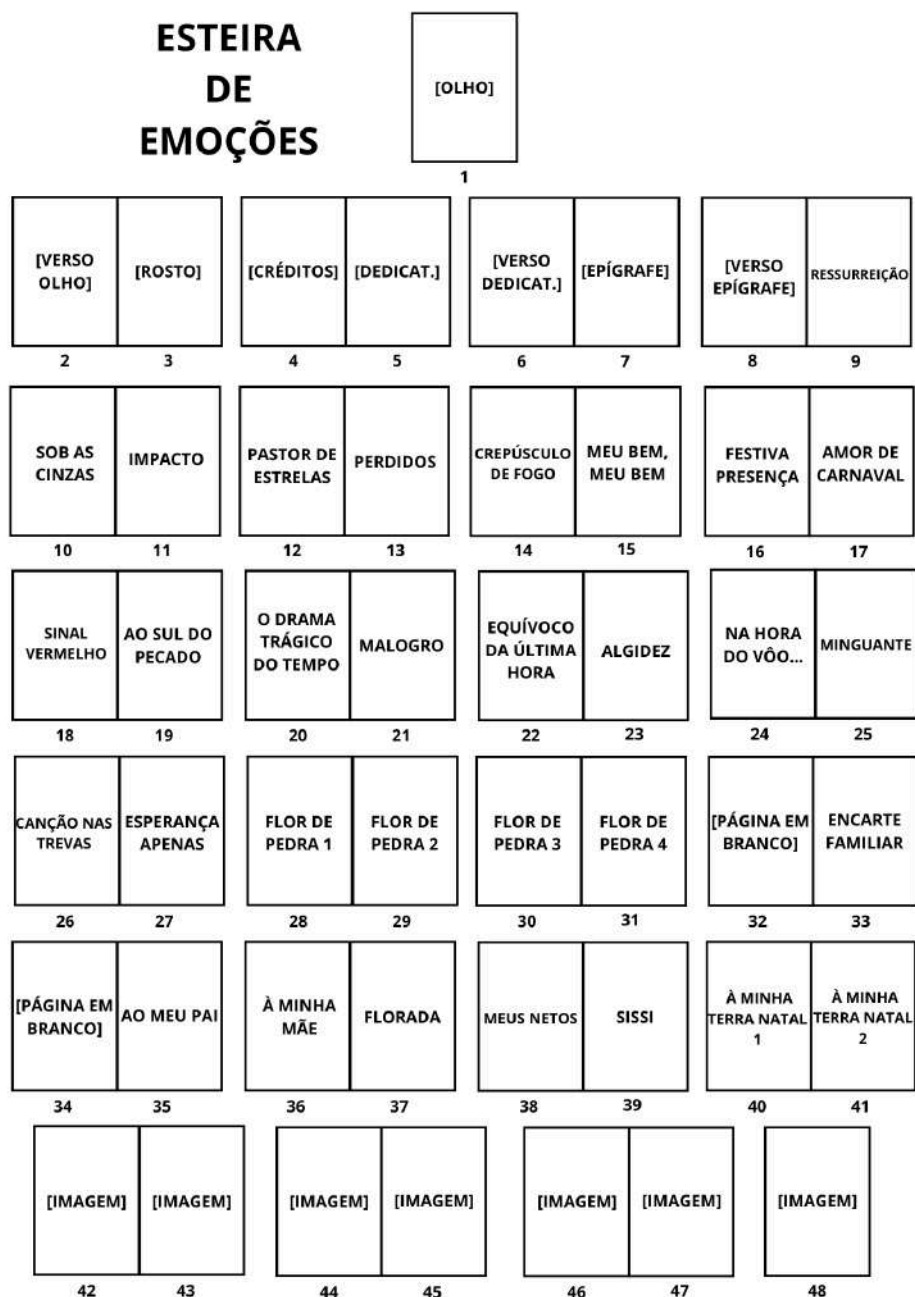 ESTEIRA
DE
EMOÇÕES
[OLHO]
1
[VERSO
OLHO]
[ROSTO]
[CRÉDITOS]
[DEDICAT.]
[VERSO
DEDICAT.]
[EPÍGRAFE]
[VERSO
EPÍGRAFE]
RESSURREIÇÃO
2
3
4
5
6
7
8
9
SOB AS
CINZAS
IMPACTO
PASTOR DE
ESTRELAS
PERDIDOS
CREPÚSCULO
DE FOGO
MEU BEM,
MEU BEM
FESTIVA
PRESENÇA
AMOR DE
CARNAVAL
10
11
12
13
14
15
16
17
SINAL
VERMELHO
AO SUL DO
PECADO
O DRAMA
TRÁGICO
DO TEMPO
MALOGRO
EQUÍVOCO
DA ÚLTIMA
HORA
ALGIDEZ
NA HORA
DO VÔO...
MINGUANTE
18
19
20
21
22
23
24
25
CANÇÃO NAS
TREVAS
ESPERANÇA
APENAS
FLOR DE
PEDRA 1
FLOR DE
PEDRA 2
FLOR DE
PEDRA 3
FLOR DE
PEDRA 4
[PÁGINA EM
BRANCO]
ENCARTE
FAMILIAR
26
27
28
29
30
31
32
33
[PÁGINA EM
BRANCO]
AO MEU PAI
À MINHA
MÃE
FLORADA
MEUS NETOS
SISSI
À MINHA
TERRA NATAL
1
À MINHA
TERRA NATAL
2
34
35
36
37
38
39
40
41
[IMAGEM]
[IMAGEM]
[IMAGEM]
[IMAGEM]
[IMAGEM]
[IMAGEM]
[IMAGEM]
42
43
44
45
46
47
48